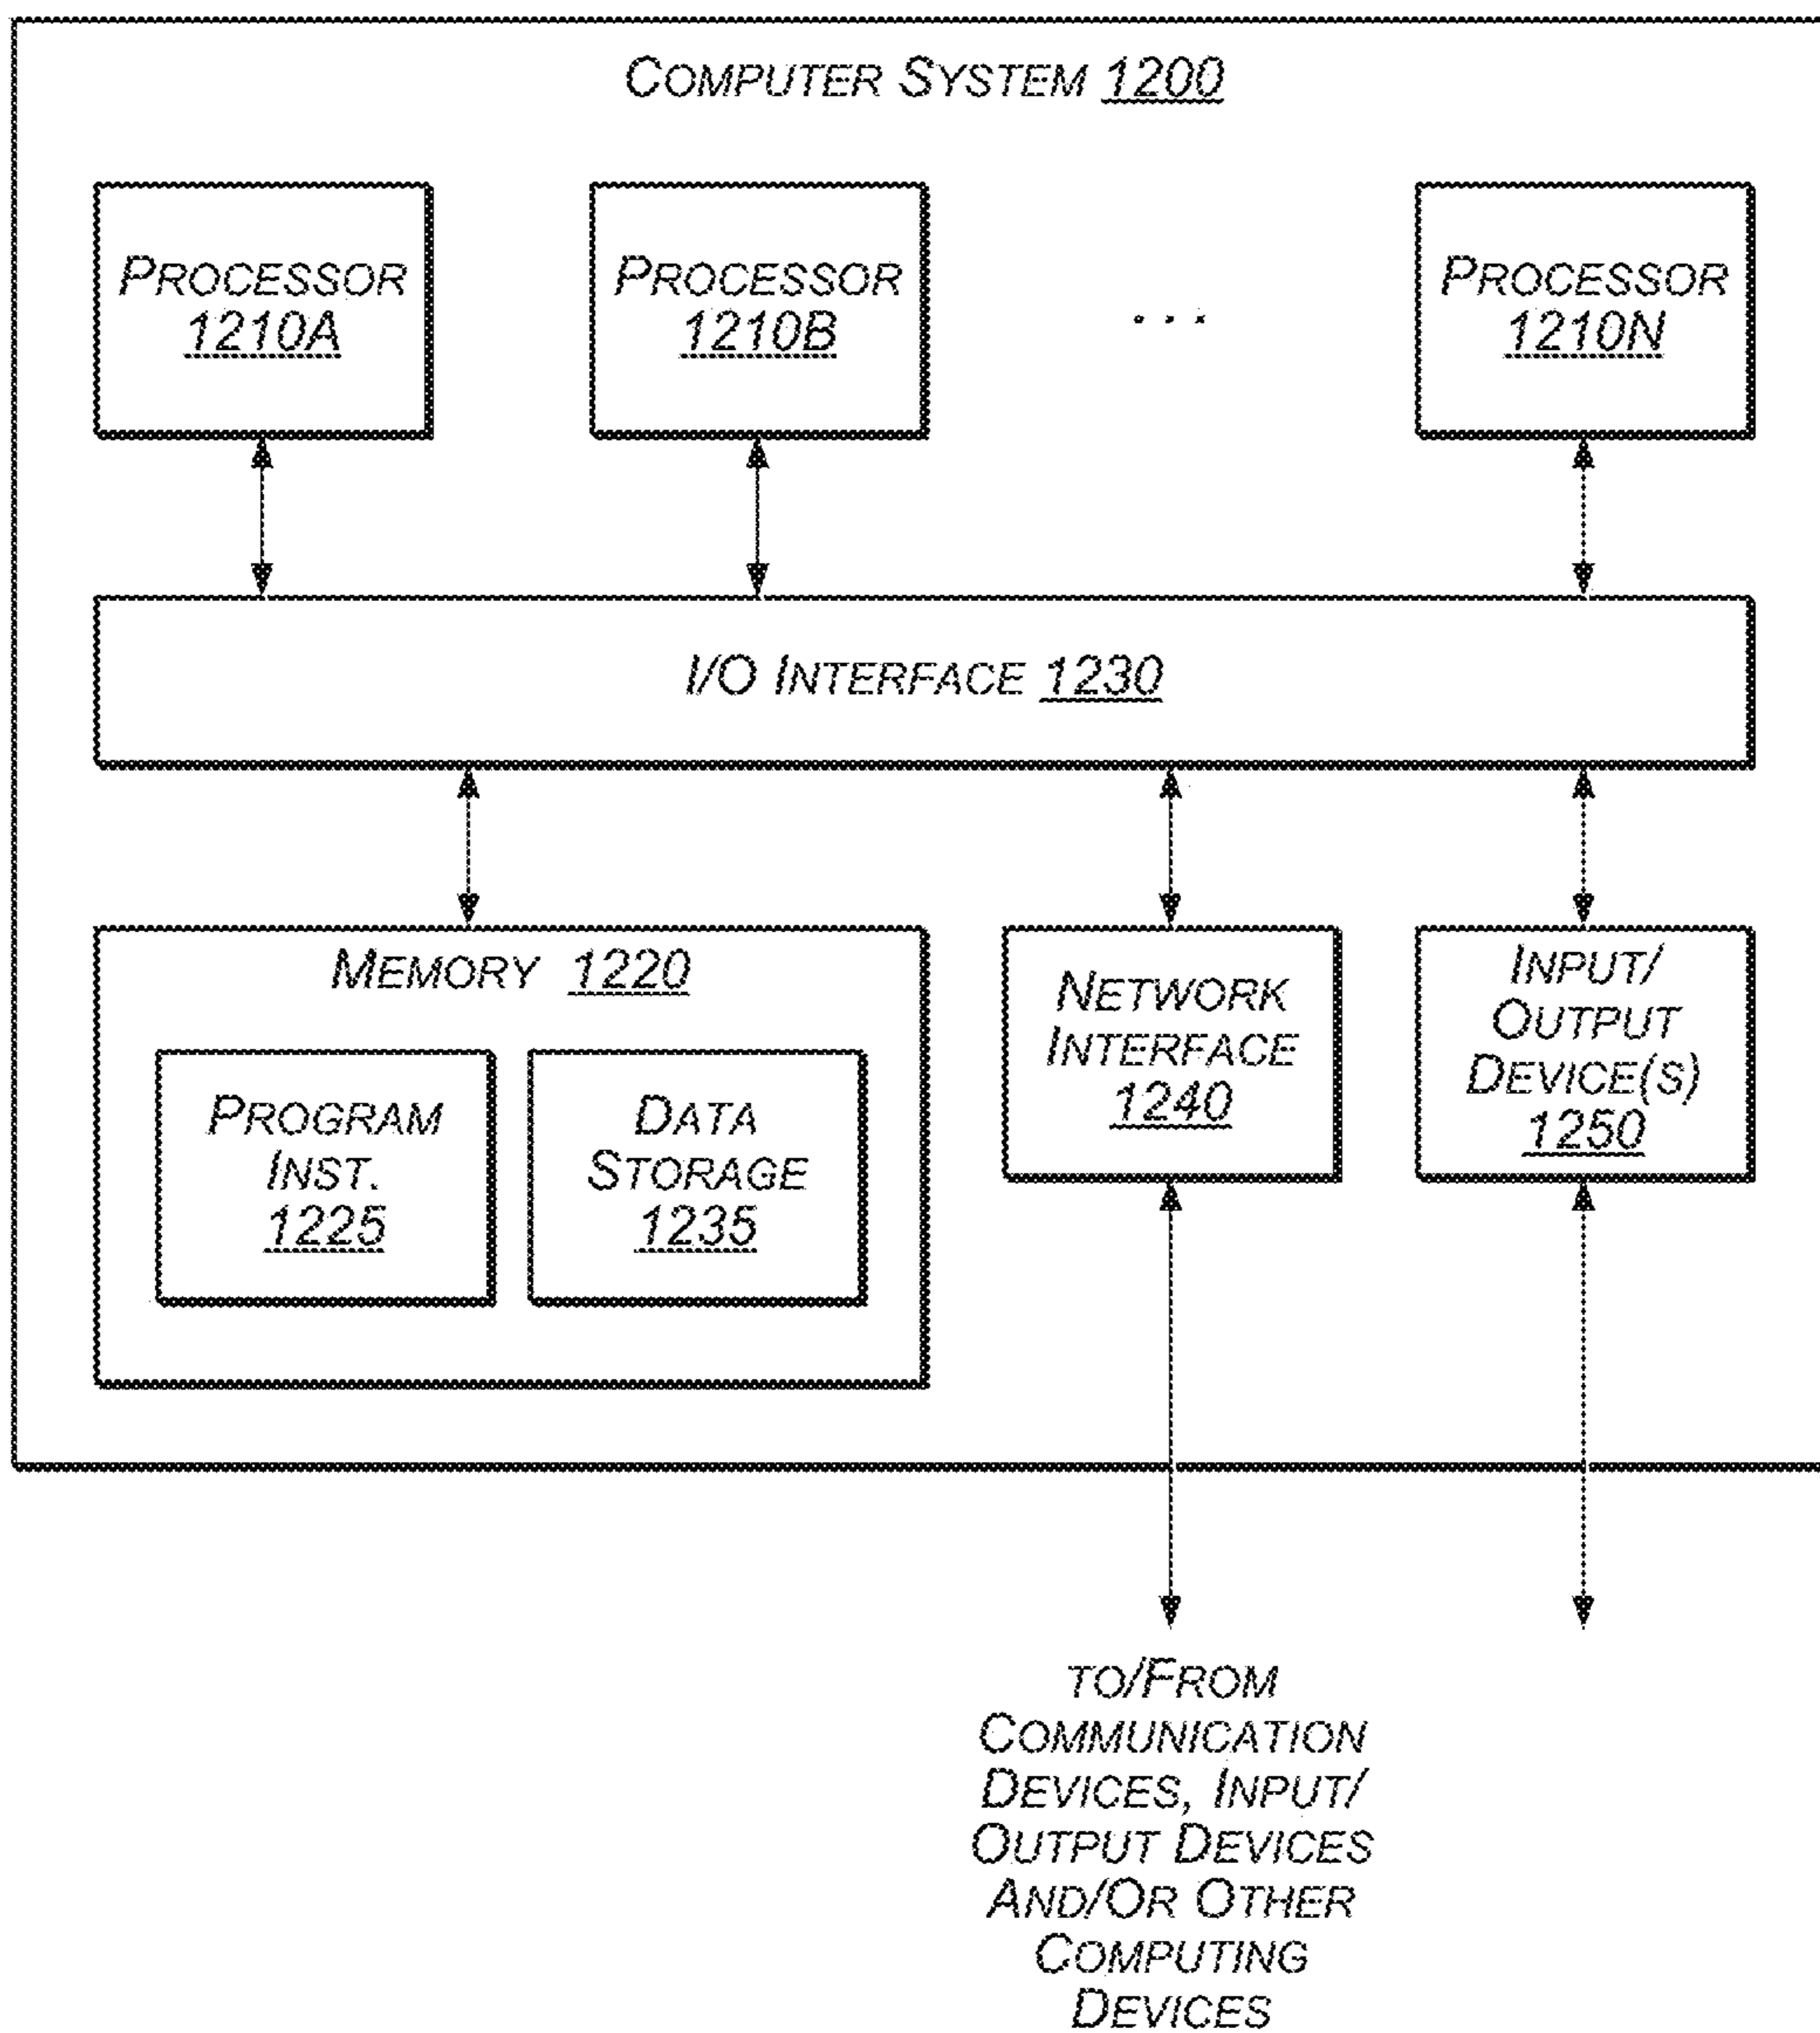 COMPUTER SYSTEM 1200
PROCESSOR
1210A
PROCESSOR
1210B
...
PROCESSOR
1210N
I/O INTERFACE 1230
MEMORY 1220
PROGRAM
INST.
1225
DATA
STORAGE
1235
NETWORK
INTERFACE
1240
INPUT/
OUTPUT
DEVICE(S)
1250
TO/FROM
COMMUNICATION
DEVICES, INPUT/
OUTPUT DEVICES
AND/OR OTHER
COMPUTING
DEVICES